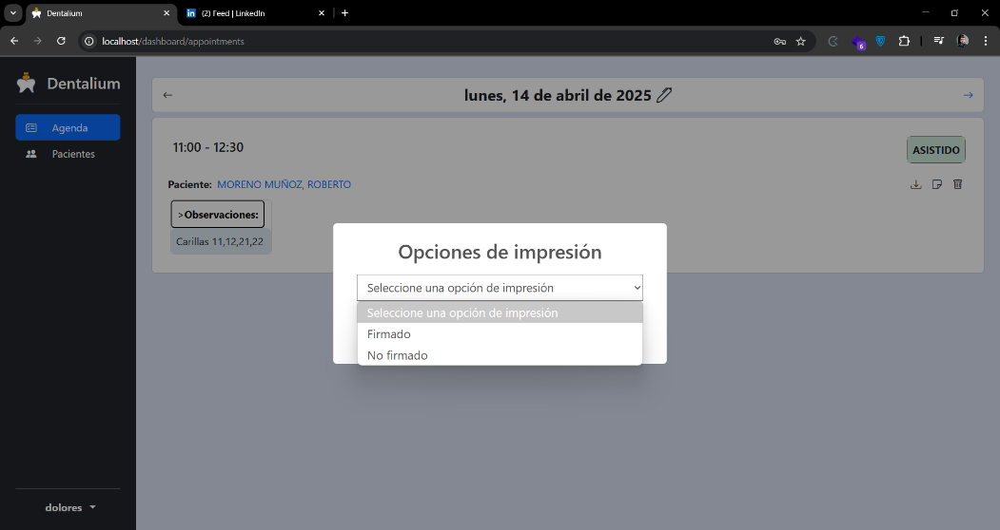 Dentalium
(2) Feed | LinkedIn
localhost/dashboard/appointments
6
Dentalium
Agenda
Pacientes
lunes, 14 de abril de 2025
11:00 - 12:30
ASISTIDO
Paciente: MORENO MUÑOZ, ROBERTO
>Observaciones:
Carillas 11,12,21,22
Opciones de impresión
Seleccione una opción de impresión
Seleccione una opción de impresión
Firmado
No firmado
dolores